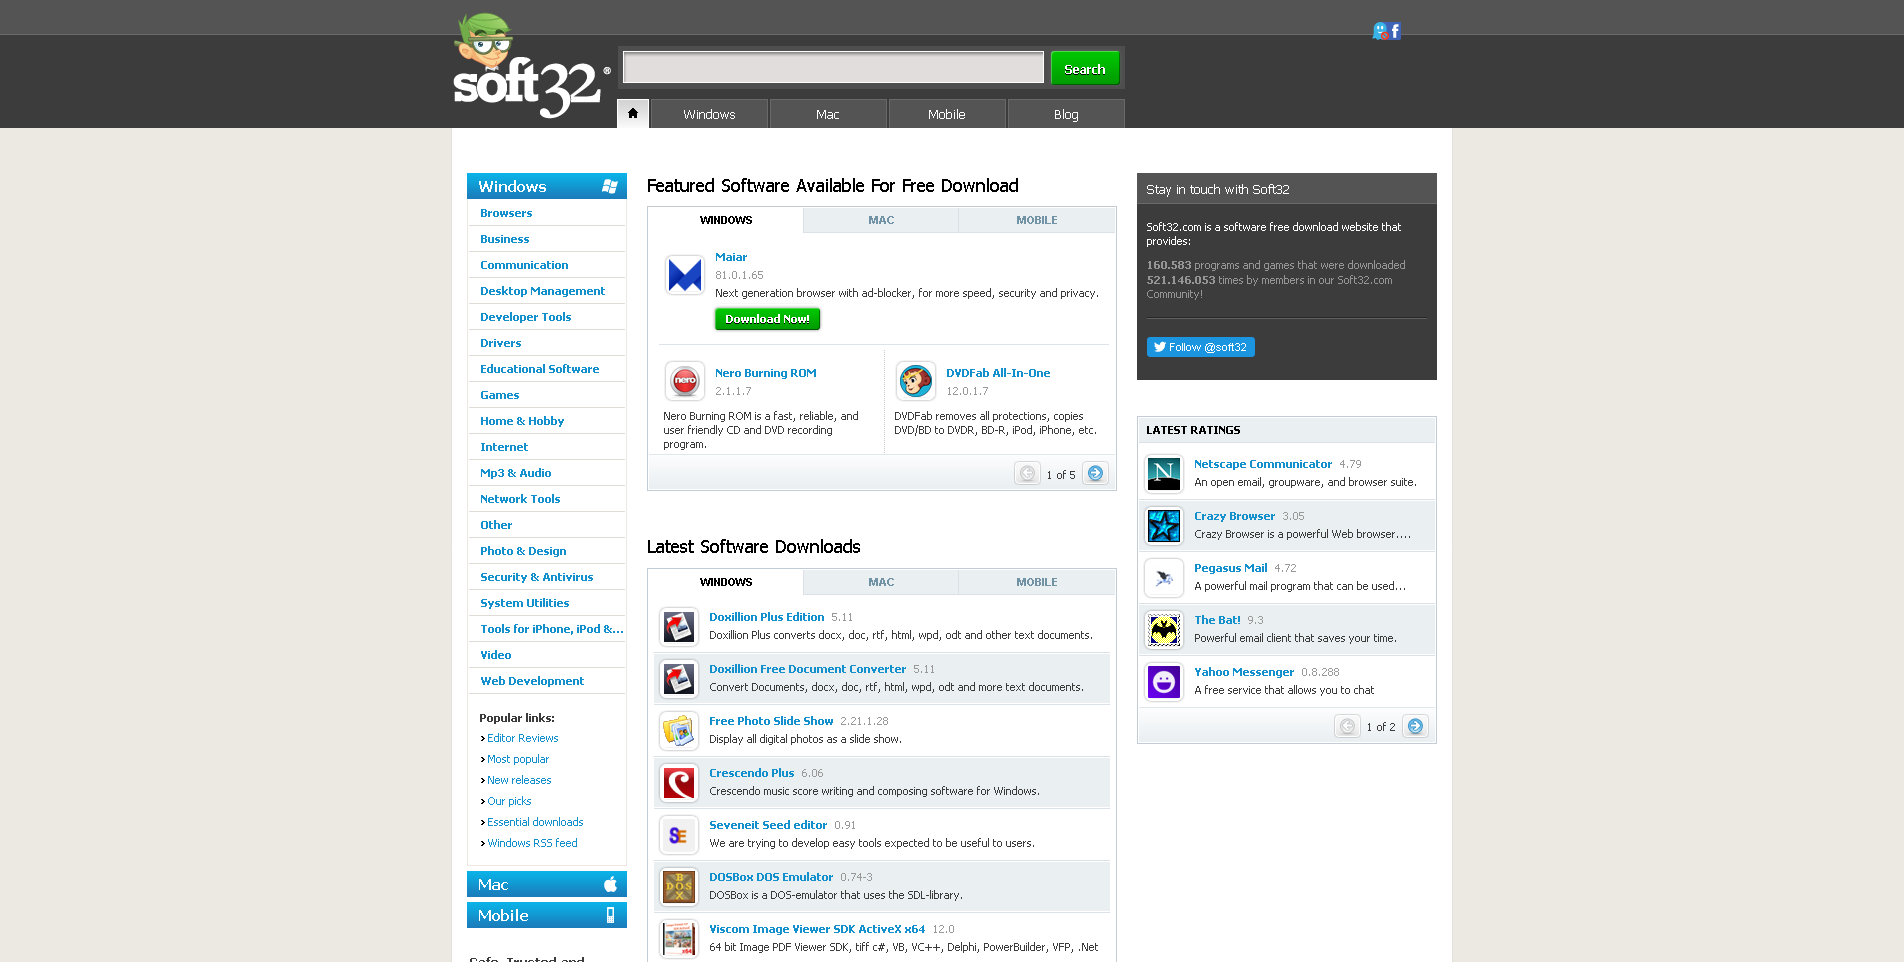 soft32®
Search
Windows
Mac
Mobile
Blog
Windows
Browsers
Business
Communication
Desktop Management
Developer Tools
Drivers
Educational Software
Games
Home & Hobby
Internet
Mp3 & Audio
Network Tools
Other
Photo & Design
Security & Antivirus
System Utilities
Tools for iPhone, iPod &...
Video
Web Development
Popular links:
Editor Reviews
Most popular
New releases
Our picks
Essential downloads
Windows RSS feed
Mac
Mobile
Safe, Trusted and
Featured Software Available For Free Download
WINDOWS
MAC
MOBILE
Maiar
81.0.1.65
Next generation browser with ad-blocker, for more speed, security and privacy.
Download Now!
nero
Nero Burning ROM
2.1.1.7
Nero Burning ROM is a fast, reliable, and
user friendly CD and DVD recording
program.
DVDFab All-In-One
12.0.1.7
DVDFab removes all protections, copies
DVD/BD to DVDR, BD-R, iPod, iPhone, etc.
1 of 5
Latest Software Downloads
WINDOWS
MAC
MOBILE
Doxillion Plus Edition 5.11
Doxillion Plus converts docx, doc, rtf, html, wpd, odt and other text documents.
Doxillion Free Document Converter 5.11
Convert Documents, docx, doc, rtf, html, wpd, odt and more text documents.
Free Photo Slide Show 2.21.1.28
Display all digital photos as a slide show.
Crescendo Plus 6.06
Crescendo music score writing and composing software for Windows.
SE
Seveneit Seed editor 0.91
We are trying to develop easy tools expected to be useful to users.
DOSBox DOS Emulator 0.74-3
DOSBox is a DOS-emulator that uses the SDL-library.
x64
Viscom Image Viewer SDK ActiveX x64 12.0
64 bit Image PDF Viewer SDK, tiff c#, VB, VC++, Delphi, PowerBuilder, VFP, .Net
Stay in touch with Soft32
Soft32.com is a software free download website that
provides:
160.583 programs and games that were downloaded
521.146.053 times by members in our Soft32.com
Community!
Follow @soft32
LATEST RATINGS
N
Netscape Communicator 4.79
An open email, groupware, and browser suite.
Crazy Browser 3.05
Crazy Browser is a powerful Web browser....
Pegasus Mail 4.72
A powerful mail program that can be used...
The Bat! 9.3
Powerful email client that saves your time.
Yahoo Messenger 0.8.288
A free service that allows you to chat
1 of 2